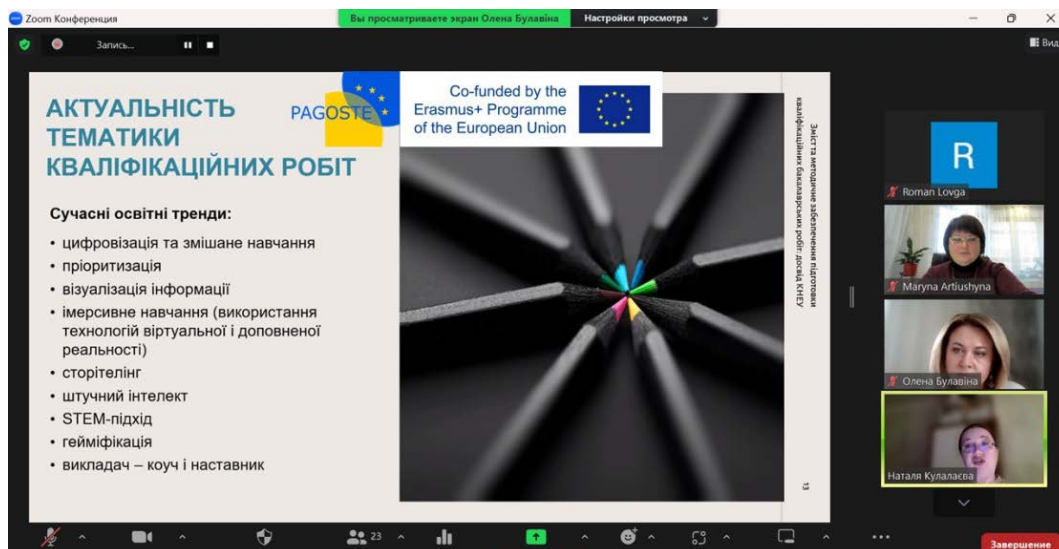 Zoom Конференция
Вы просматриваете экран Олена Булавіна
Настройки просмотра
Запись...
Вид
АКТУАЛЬНІСТЬ
ТЕМАТИКИ
КВАЛІФІКАЦІЙНИХ РОБІТ
PAGOSTE
Co-funded by the
Erasmus+ Programme
of the European Union
Сучасні освітні тренди:
• цифровізація та змішане навчання
• пріоритизація
• візуалізація інформації
• імерсивне навчання (використання
технологій віртуальної і доповненої
реальності)
• сторітелінг
• штучний інтелект
• STEM-підхід
• гейміфікація
• викладач – коуч і наставник
Зміст та методичне забезпечення підготовки
кваліфікаційних бакалаврських робіт: досвід КНЕУ
13
R
Roman Lovga
Maryna Artiushyna
Олена Булавіна
Наталя Кулалаєва
23
Завершение